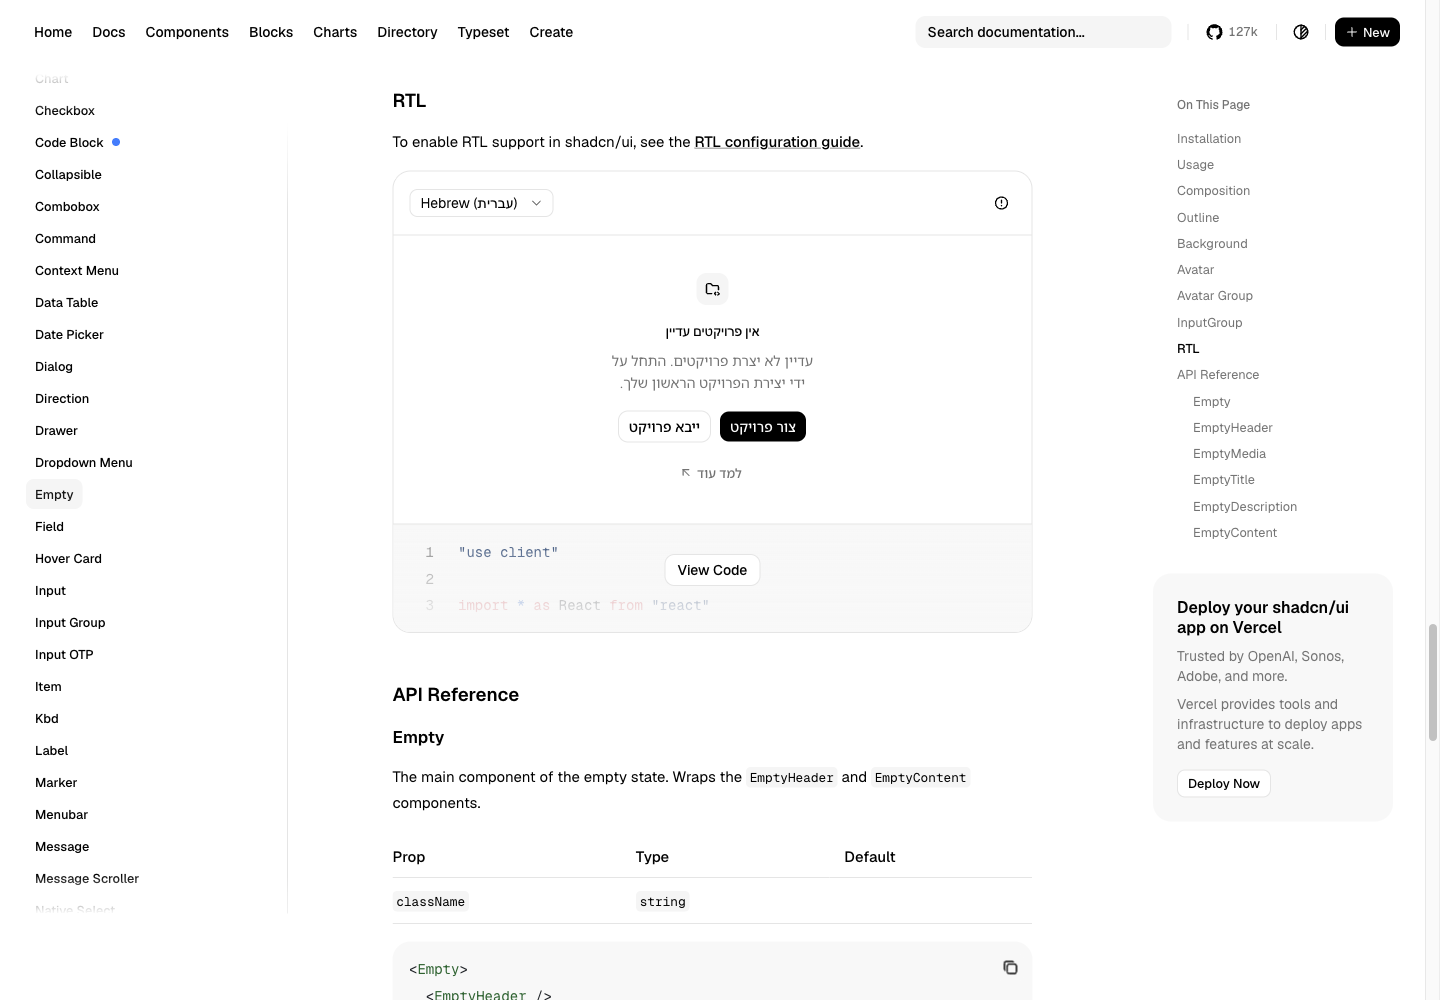 Home Docs Components Blocks Charts Directory Typeset Create
Search documentation...
127k
New
Chart
Checkbox
Code Block
Collapsible
Combobox
Command
Context Menu
Data Table
Date Picker
Dialog
Direction
Drawer
Dropdown Menu
Empty
Field
Hover Card
Input
Input Group
Input OTP
Item
Kbd
Label
Marker
Menubar
Message
Message Scroller
Native Select
RTL
To enable RTL support in shadcn/ui, see the RTL configuration guide.
Hebrew (עברית)
אין פרויקטים עדיין
עדיין לא יצרת פרויקטים. התחל על
ידי יצירת הפרויקט הראשון שלך.
צור פרויקט
ייבא פרויקט
למד עוד
1 "use client"
2
3 import * as React from "react"
View Code
API Reference
Empty
The main component of the empty state. Wraps the EmptyHeader and EmptyContent
components.
Prop Type Default
className string
<Empty>
<EmptyHeader />
On This Page
Installation
Usage
Composition
Outline
Background
Avatar
Avatar Group
InputGroup
RTL
API Reference
Empty
EmptyHeader
EmptyMedia
EmptyTitle
EmptyDescription
EmptyContent
Deploy your shadcn/ui
app on Vercel
Trusted by OpenAI, Sonos,
Adobe, and more.
Vercel provides tools and
infrastructure to deploy apps
and features at scale.
Deploy Now